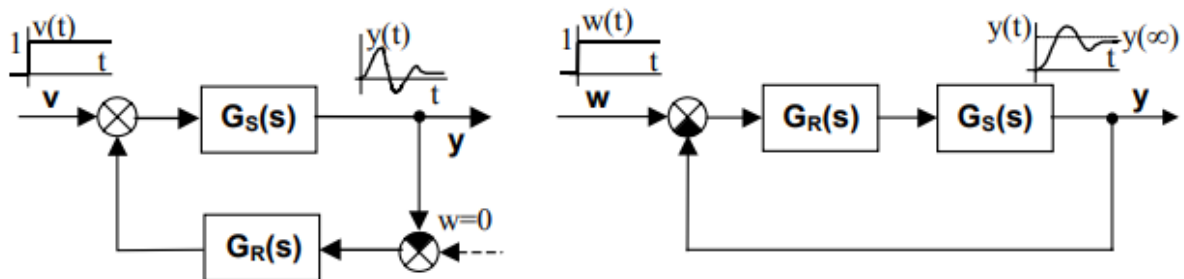 1 v(t)
t
y(t)
t
v
G_S(s)
y
w=0
G_R(s)
1 w(t)
t
y(t)
y(∞)
t
w
G_R(s)
G_S(s)
y